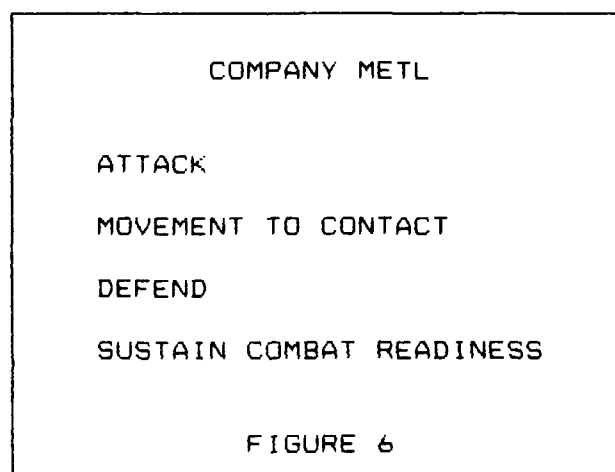 COMPANY METL
ATTACK
MOVEMENT TO CONTACT
DEFEND
SUSTAIN COMBAT READINESS
FIGURE 6